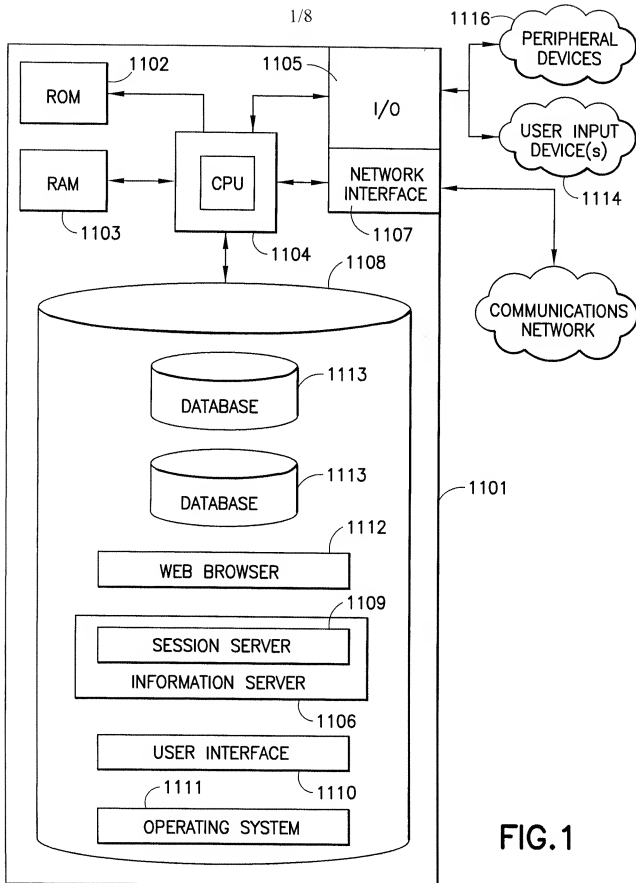 1/8
1116
PERIPHERAL
DEVICES
1102
ROM
1105
I/O
USER INPUT
DEVICE(s)
1114
RAM
1103
CPU
1104
NETWORK
INTERFACE
1107
1108
COMMUNICATIONS
NETWORK
1113
DATABASE
1113
DATABASE
1101
1112
WEB BROWSER
1109
SESSION SERVER
INFORMATION SERVER
1106
USER INTERFACE
1110
1111
OPERATING SYSTEM
FIG.1